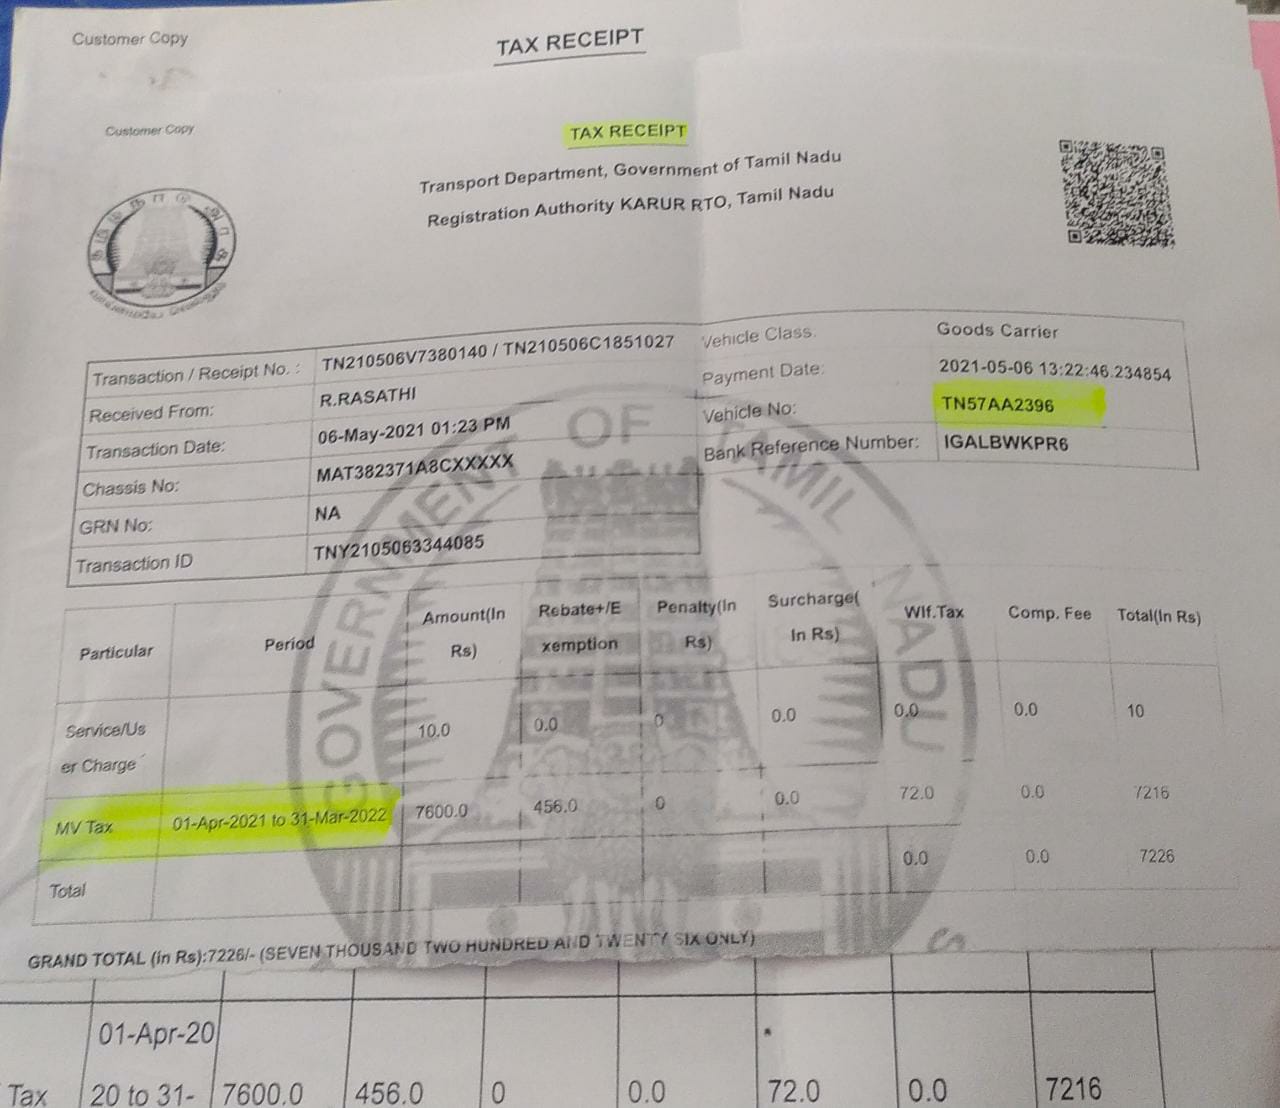 Customer Copy
TAX RECEIPT
Customer Copy
TAX RECEIPT
Transport Department, Government of Tamil Nadu
Registration Authority KARUR RTO, Tamil Nadu
Transaction / Receipt No. : TN210506V7380140 / TN210506C1851027 Vehicle Class: Goods Carrier
Received From: R.RASATHI Payment Date: 2021-05-06 13:22:46.234854
Transaction Date: 06-May-2021 01:23 PM Vehicle No: TN57AA2396
Chassis No: MAT382371A8CXXXXX Bank Reference Number: IGALBWKPR6
GRN No: NA
Transaction ID TNY2105063344085
GOVERNMENT OF TAMIL NADU
Particular Period Amount(In Rs) Rebate+/E xemption Penalty(In Rs) Surcharge( In Rs) Wlf.Tax Comp. Fee Total(In Rs)
Service/Us er Charge 10.0 0.0 0 0.0 0.0 0.0 10
MV Tax 01-Apr-2021 to 31-Mar-2022 7600.0 456.0 0 0.0 72.0 0.0 7216
Total 0.0 0.0 7226
GRAND TOTAL (in Rs):7226/- (SEVEN THOUSAND TWO HUNDRED AND TWENTY SIX ONLY)
01-Apr-20
Tax 20 to 31- 7600.0 456.0 0 0.0 72.0 0.0 7216